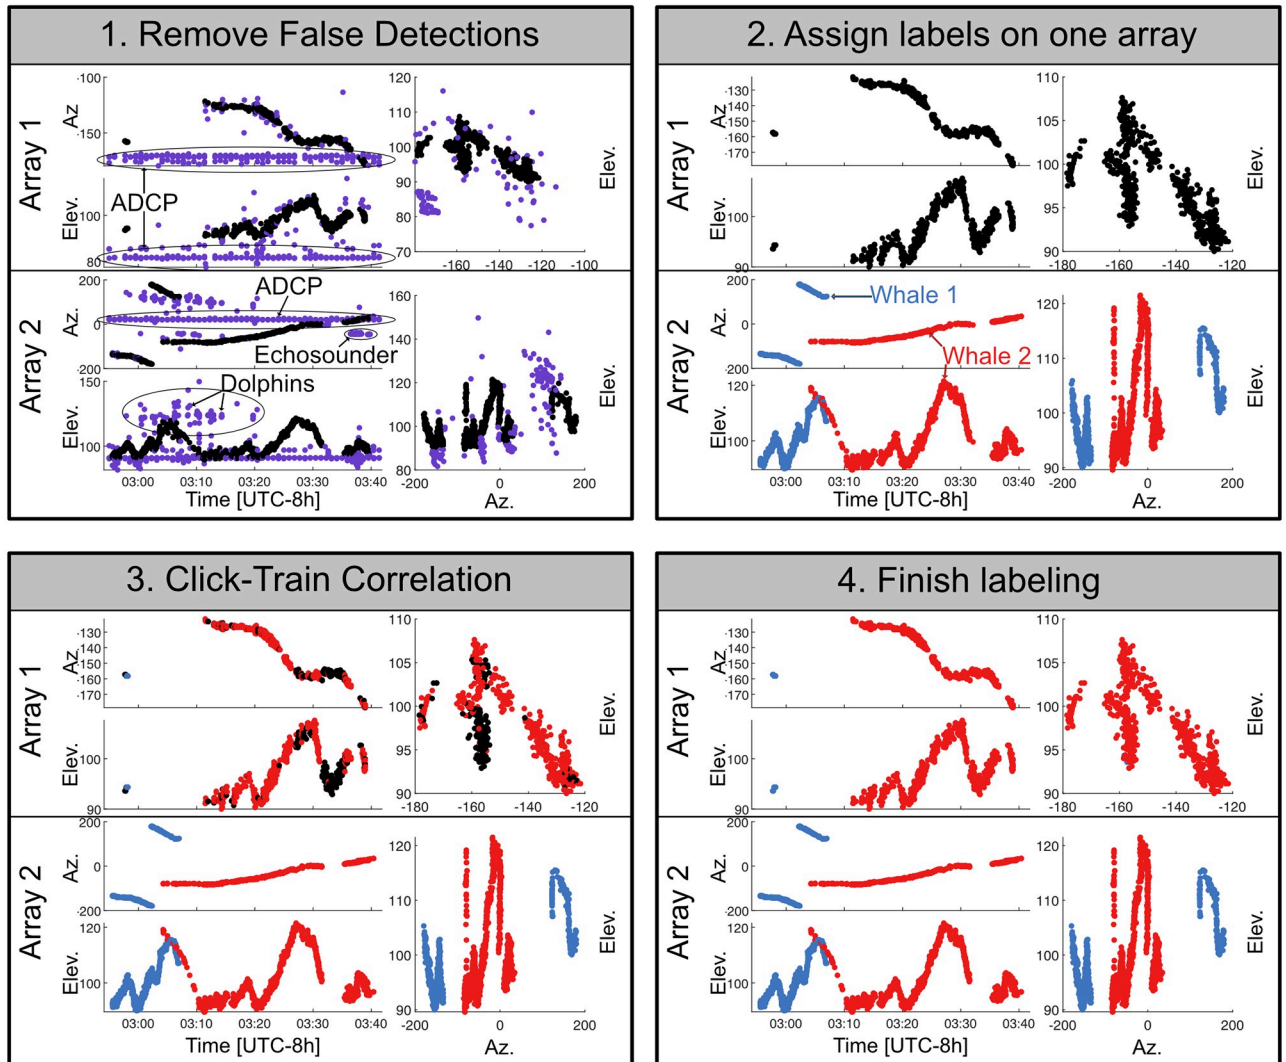 1. Remove False Detections
Array 1
Az
-100
-150
ADCP
Elev.
100
80
120
110
100
90
80
70
-160 -140 -120 -100
Elev.
Array 2
Az.
200
0
-200
ADCP
Echosounder
Dolphins
Elev.
150
100
03:00 03:10 03:20 03:30 03:40
Time [UTC-8h]
160
140
120
100
80
-200 0 200
Az.
Elev.
2. Assign labels on one array
Array 1
Az.
-130
-150
-160
-170
Elev.
100
90
110
105
100
95
90
-180 -160 -140 -120
Elev.
Array 2
Az.
200
0
-200
Whale 1
Whale 2
Elev.
120
100
03:00 03:10 03:20 03:30 03:40
Time [UTC-8h]
120
110
100
90
-200 0 200
Az.
Elev.
3. Click-Train Correlation
Array 1
Az.
-130
-150
-160
-170
Elev.
100
90
110
105
100
95
90
-180 -160 -140 -120
Elev.
Array 2
Az.
200
0
-200
Elev.
120
100
03:00 03:10 03:20 03:30 03:40
Time [UTC-8h]
120
110
100
90
-200 0 200
Az.
Elev.
4. Finish labeling
Array 1
Az.
-130
-150
-160
-170
Elev.
100
90
110
105
100
95
90
-180 -160 -140 -120
Elev.
Array 2
Az.
200
0
-200
Elev.
120
100
03:00 03:10 03:20 03:30 03:40
Time [UTC-8h]
120
110
100
90
-200 0 200
Az.
Elev.